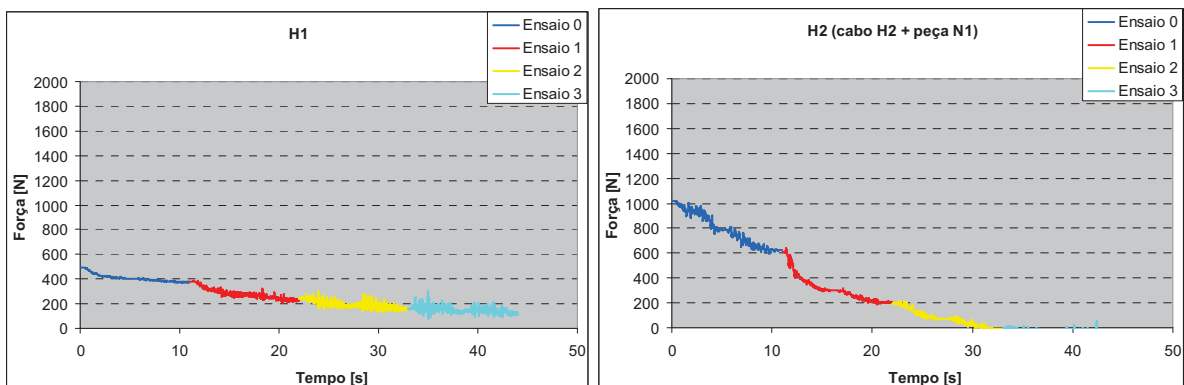 H1
Ensaio 0
Ensaio 1
Ensaio 2
Ensaio 3
Força [N]
2000
1800
1600
1400
1200
1000
800
600
400
200
0
0 10 20 30 40 50
Tempo [s]
H2 (cabo H2 + peça N1)
Ensaio 0
Ensaio 1
Ensaio 2
Ensaio 3
Força [N]
2000
1800
1600
1400
1200
1000
800
600
400
200
0
0 10 20 30 40 50
Tempo [s]